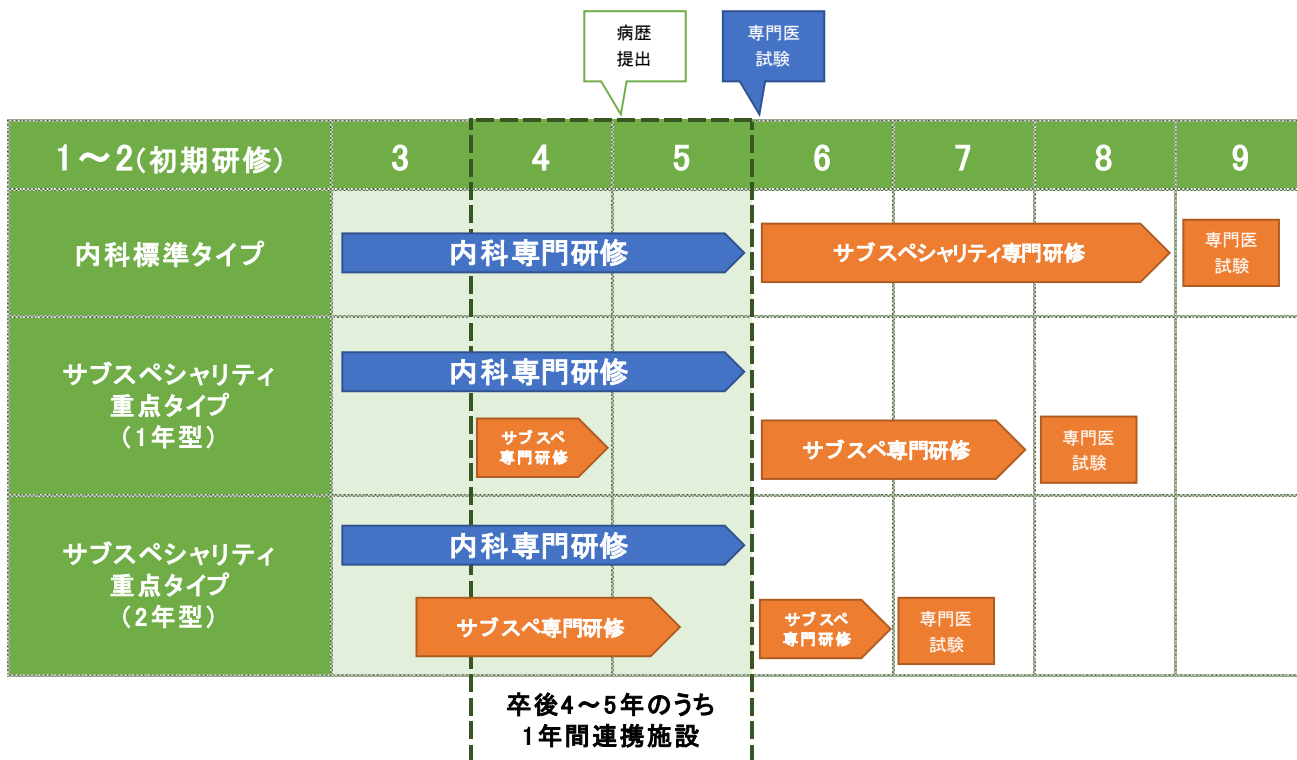 病歴
提出
専門医
試験
1～2(初期研修)
3
4
5
6
7
8
9
内科標準タイプ
内科専門研修
サブスペシャリティ専門研修
専門医
試験
サブスペシャリティ
重点タイプ
(1年型)
内科専門研修
サブスペ
専門研修
サブスペ専門研修
専門医
試験
サブスペシャリティ
重点タイプ
(2年型)
内科専門研修
サブスペ専門研修
サブスペ
専門研修
専門医
試験
卒後4～5年のうち
1年間連携施設